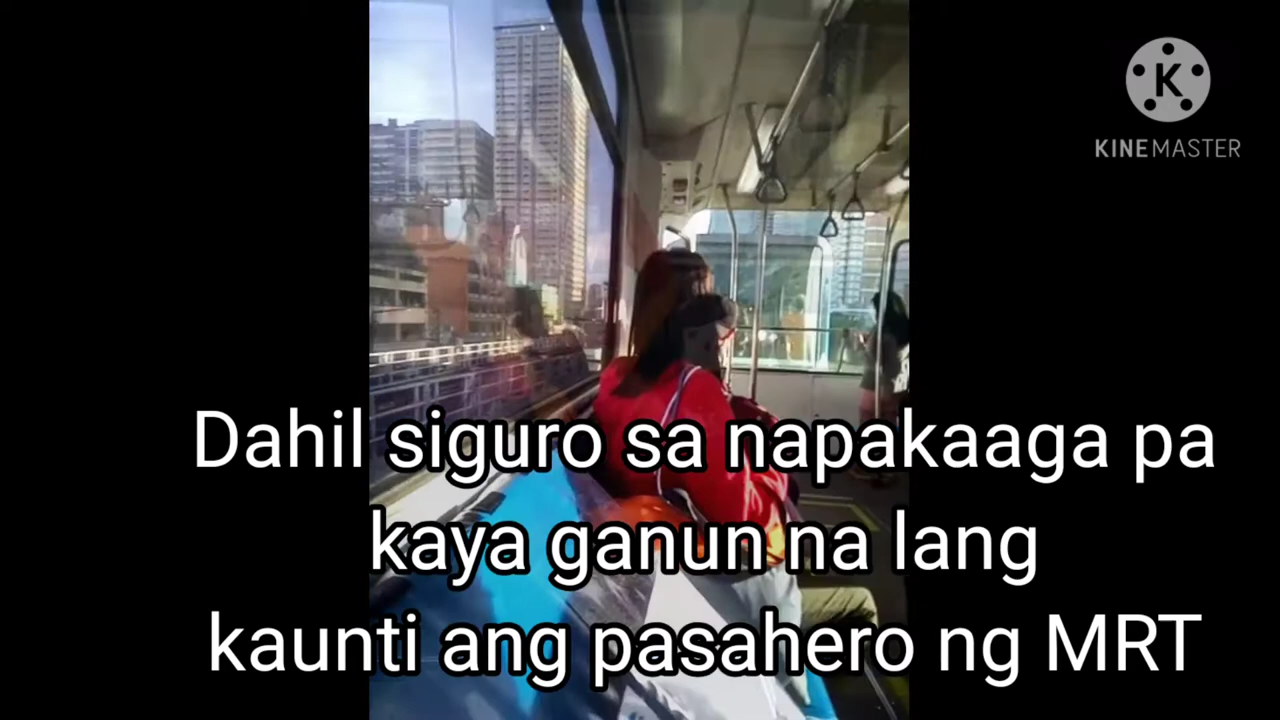 K
KINEMASTER
Dahil siguro sa napakaaga pa
kaya ganun na lang
kaunti ang pasahero ng MRT